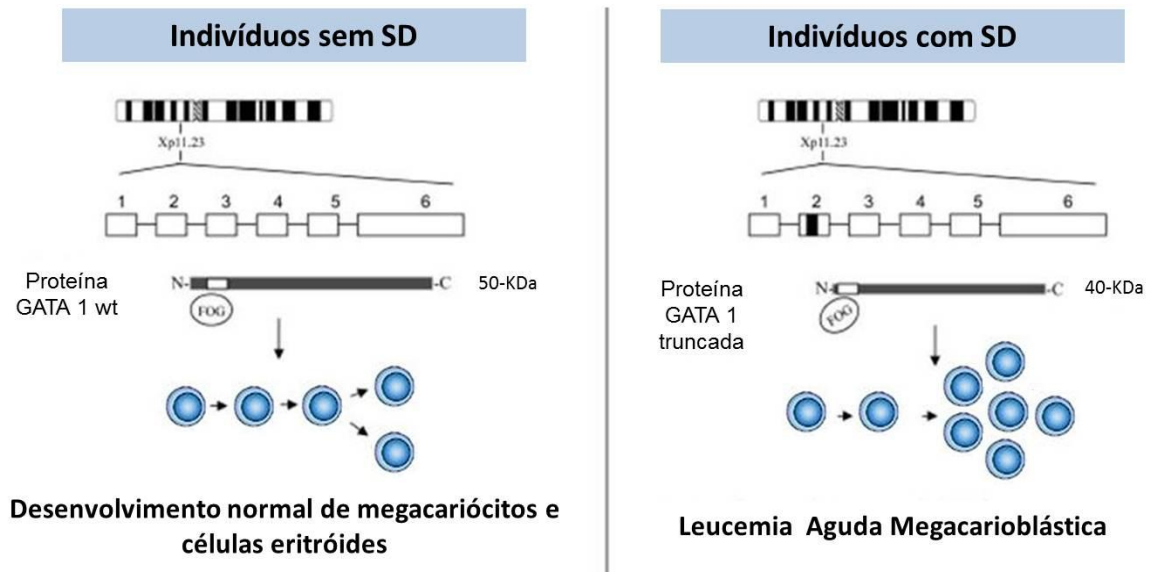 Indivíduos sem SD
Xp11.23
1 2 3 4 5 6
Proteína
GATA 1 wt
N-
-C
50-KDa
FOG
Desenvolvimento normal de megacariócitos e
células eritróides
Indivíduos com SD
Xp11.23
1 2 3 4 5 6
Proteína
GATA 1
truncada
N-
-C
40-KDa
FOG
Leucemia Aguda Megacarioblástica